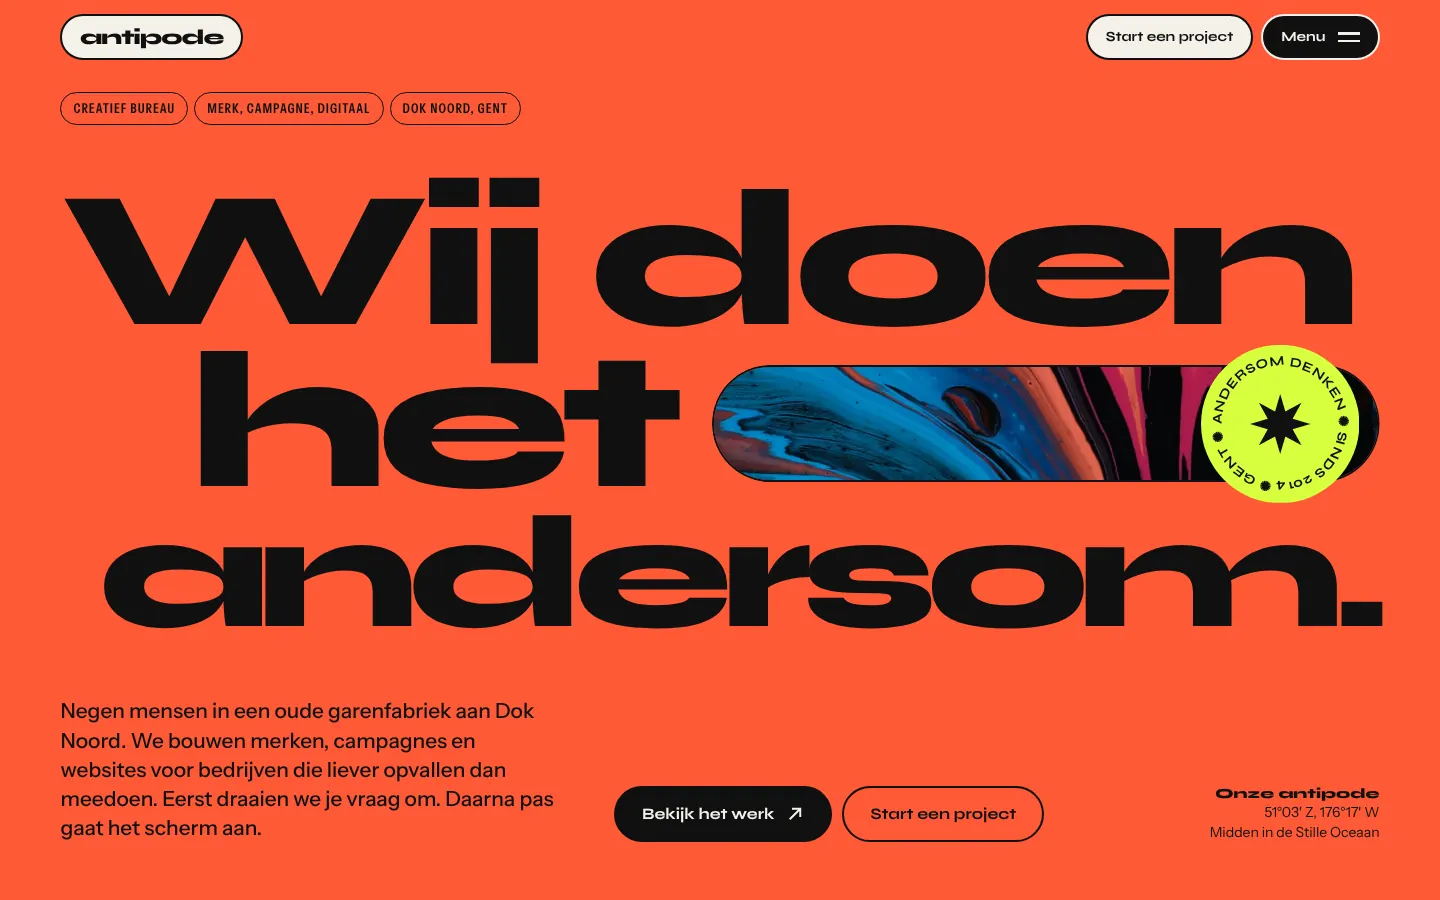 antipode
Start een project
Menu
CREATIEF BUREAU
MERK, CAMPAGNE, DIGITAAL
DOK NOORD, GENT
Wij doen
het
ANDERSOM DENKEN ✺ SINDS 2014 ✺ GENT ✺
andersom.
Negen mensen in een oude garenfabriek aan Dok
Noord. We bouwen merken, campagnes en
websites voor bedrijven die liever opvallen dan
meedoen. Eerst draaien we je vraag om. Daarna pas
gaat het scherm aan.
Bekijk het werk
Start een project
Onze antipode
51°03′ Z, 176°17′ W
Midden in de Stille Oceaan